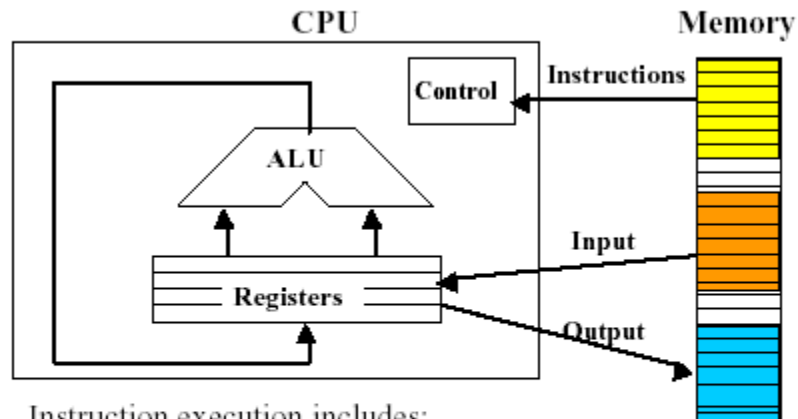 CPU
Memory
Control
Instructions
ALU
Input
Registers
Output
Instruction execution includes: